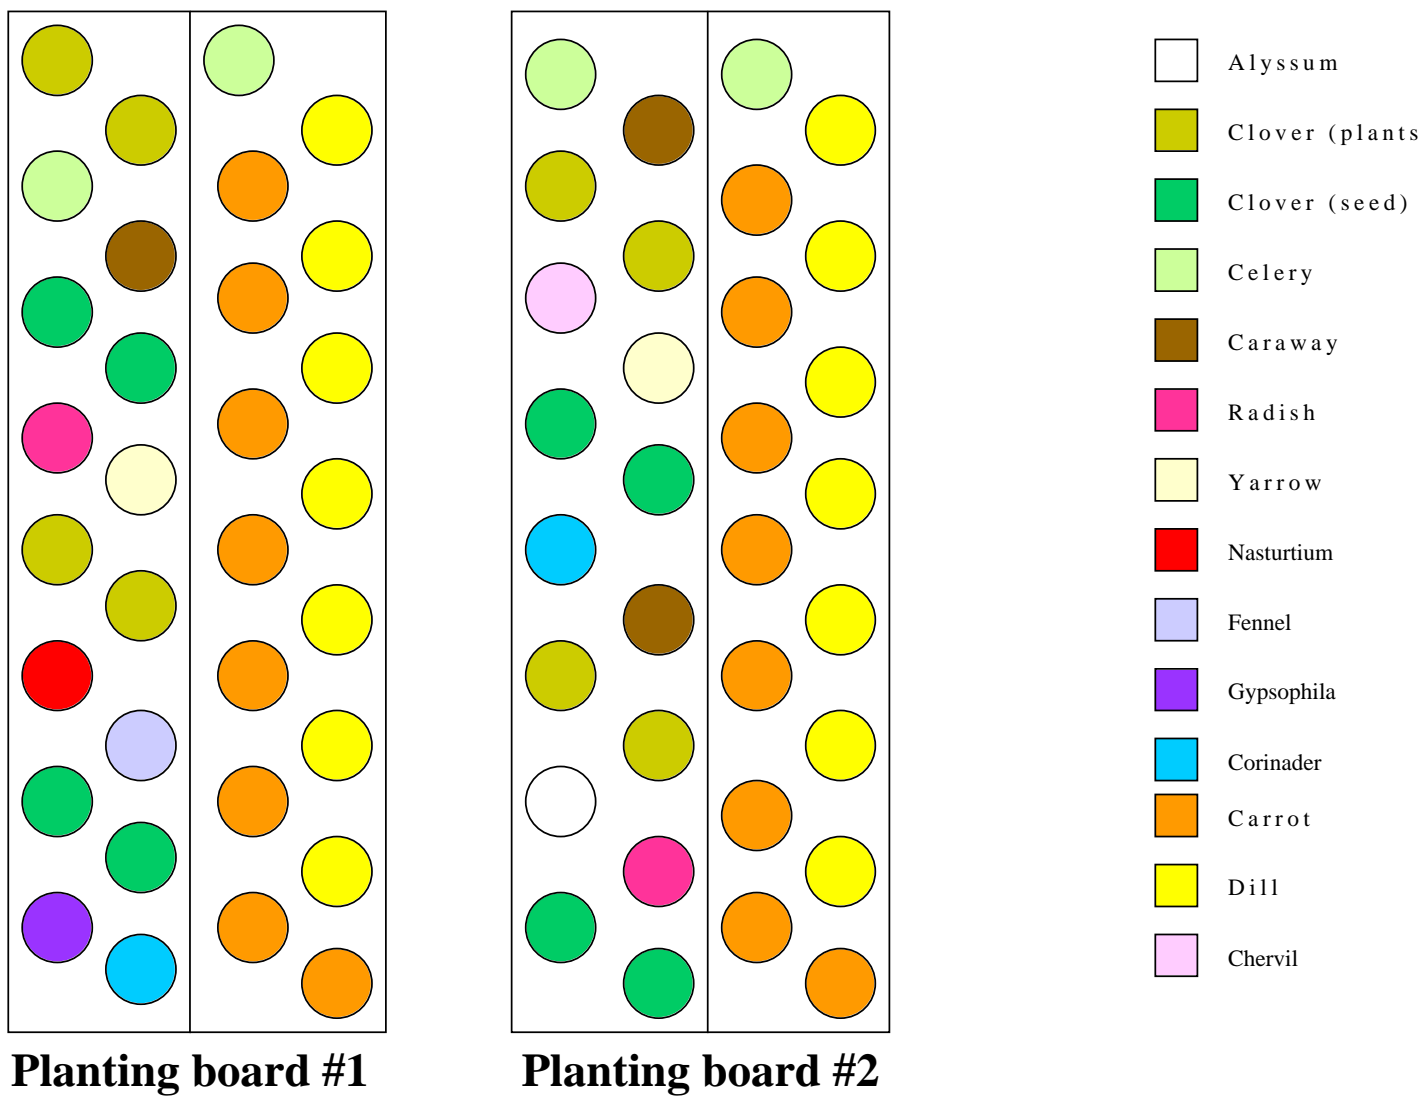 Alyssum
Clover (plants
Clover (seed)
Celery
Caraway
Radish
Yarrow
Nasturtium
Fennel
Gypsophila
Corinader
Carrot
Dill
Chervil
Planting board #1
Planting board #2